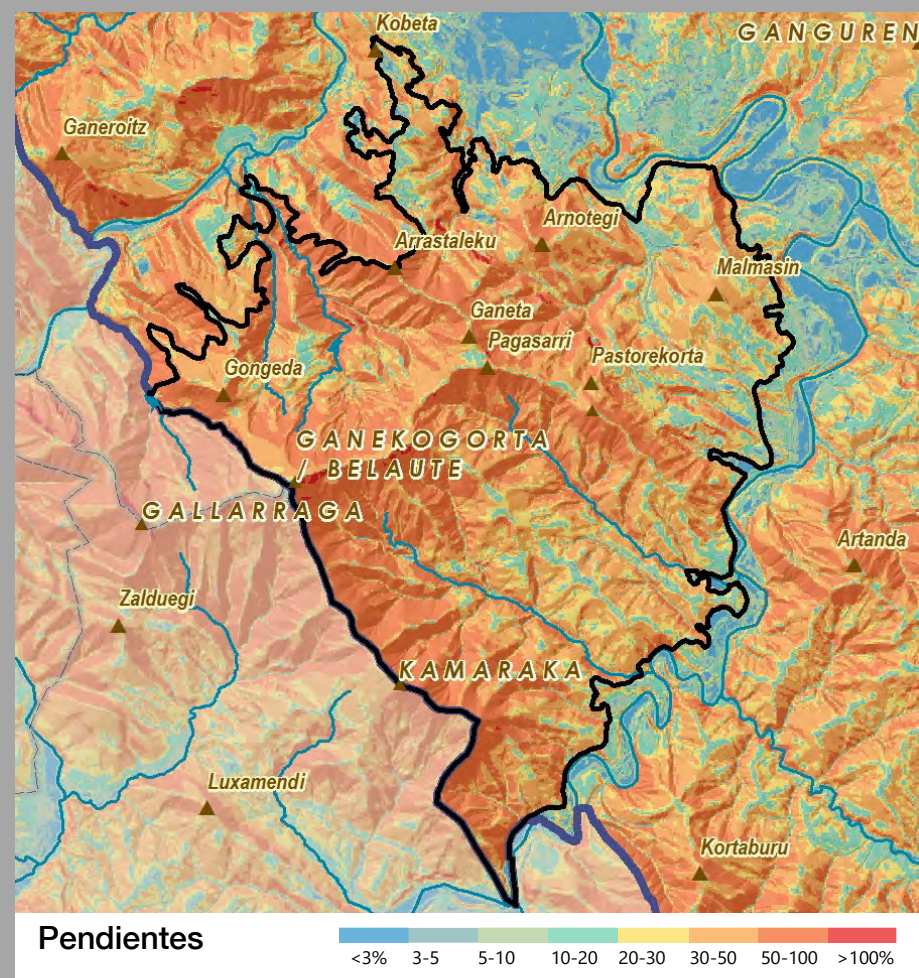 Kobeta
GANGUREN
Ganeroitz
Arnotegi
Arrastaleku
Malmasin
Ganeta
Pagasarri
Pastorekorta
Gongeda
GANEKOGORTA
/ BELAUTE
GALLARRAGA
Artanda
Zalduegi
KAMARAKA
Luxamendi
Kortaburu
Pendientes
<3% 3-5 5-10 10-20 20-30 30-50 50-100 >100%